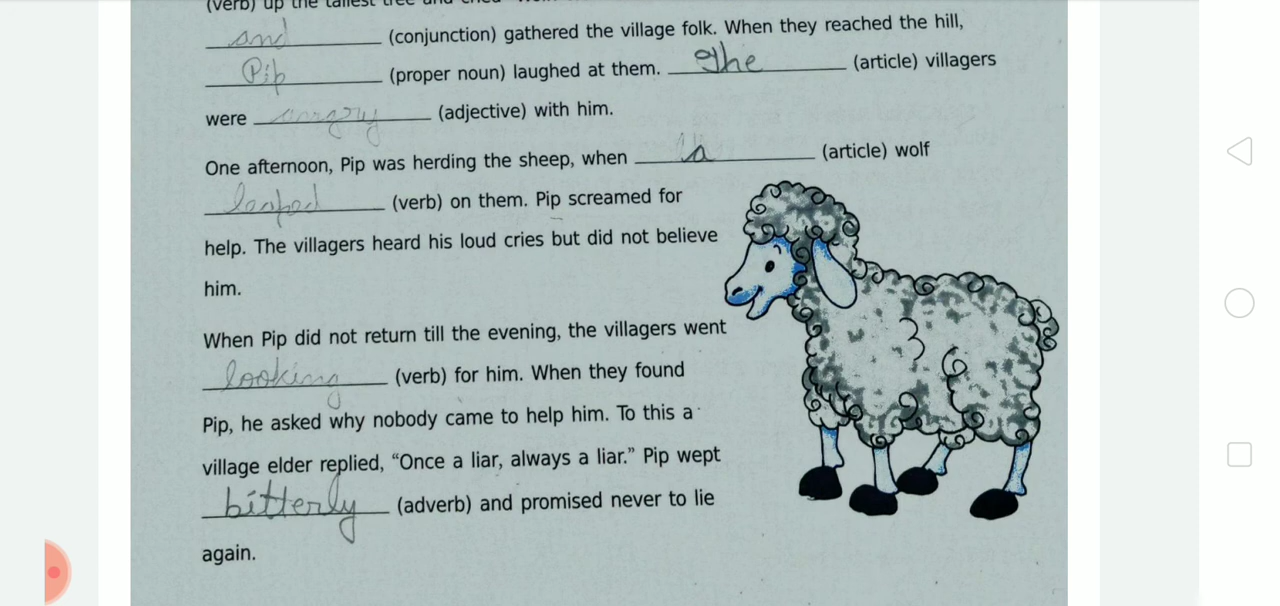 (verb) up the tallest tree and cried
and (conjunction) gathered the village folk. When they reached the hill,
Pip (proper noun) laughed at them. The (article) villagers
were angry (adjective) with him.
One afternoon, Pip was herding the sheep, when a (article) wolf
leaped (verb) on them. Pip screamed for
help. The villagers heard his loud cries but did not believe
him.
When Pip did not return till the evening, the villagers went
looking (verb) for him. When they found
Pip, he asked why nobody came to help him. To this a
village elder replied, “Once a liar, always a liar.” Pip wept
bitterly (adverb) and promised never to lie
again.